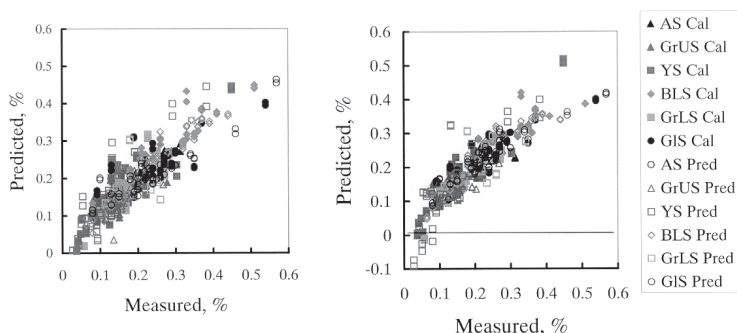 0.6
0.5
0.4
0.3
0.2
0.1
0
0 0.1 0.2 0.3 0.4 0.5 0.6
Predicted, %
Measured, %
0.6
0.5
0.4
0.3
0.2
0.1
0
-0.1
0 0.1 0.2 0.3 0.4 0.5 0.6
Predicted, %
Measured, %
AS Cal
GrUS Cal
YS Cal
BLS Cal
GrLS Cal
GlS Cal
AS Pred
GrUS Pred
YS Pred
BLS Pred
GrLS Pred
GlS Pred